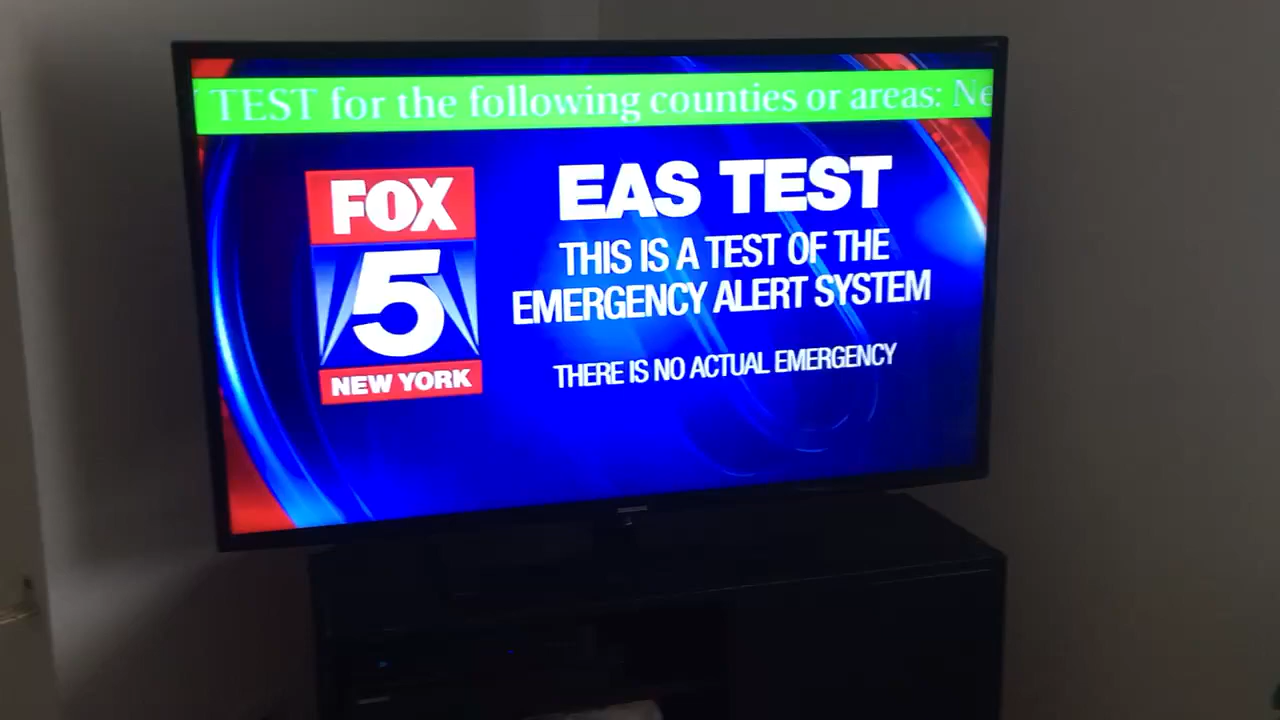 TEST for the following counties or areas:
FOX
5
NEW YORK
EAS TEST
THIS IS A TEST OF THE
EMERGENCY ALERT SYSTEM
THERE IS NO ACTUAL EMERGENCY